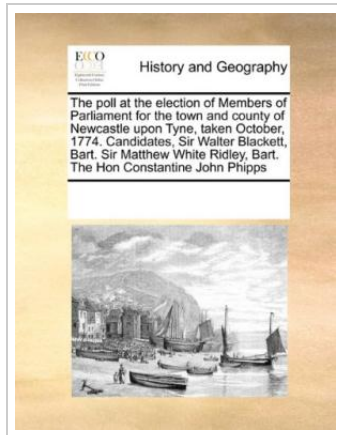 ECCO
History and Geography
The poll at the election of Members of
Parliament for the town and county of
Newcastle upon Tyne, taken October,
1774. Candidates, Sir Walter Blackett,
Bart. Sir Matthew White Ridley, Bart.
The Hon Constantine John Phipps